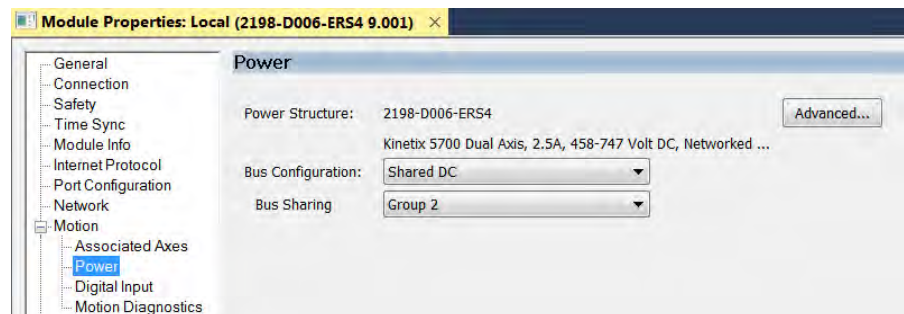 Module Properties: Local (2198-D006-ERS4 9.001) ×
General
Connection
Safety
Time Sync
Module Info
Internet Protocol
Port Configuration
Network
Motion
Associated Axes
Power
Digital Input
Motion Diagnostics
Power
Power Structure: 2198-D006-ERS4 Advanced...
Kinetix 5700 Dual Axis, 2.5A, 458-747 Volt DC, Networked ...
Bus Configuration: Shared DC
Bus Sharing Group 2